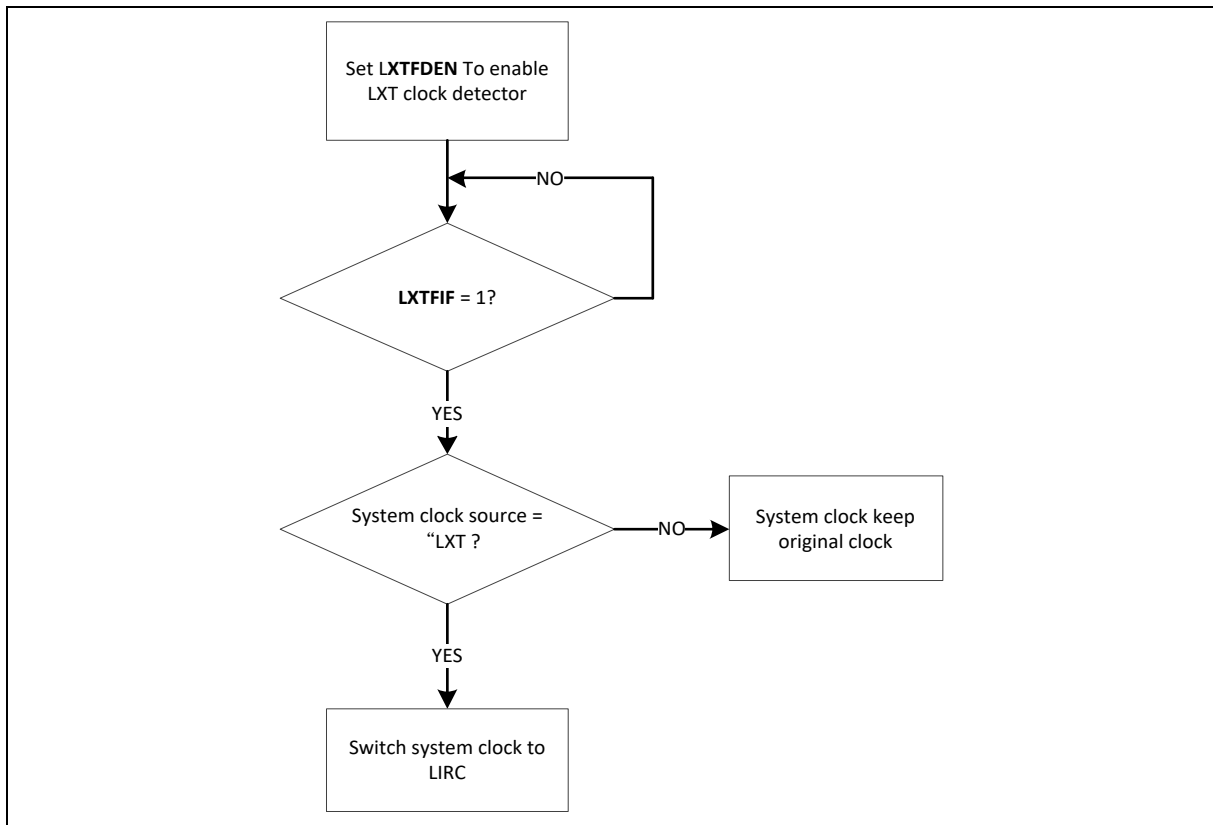 Set LXTFDEN To enable
LXT clock detector
NO
LXTFIF = 1?
YES
System clock source =
“LXT ?
NO
System clock keep
original clock
YES
Switch system clock to
LIRC